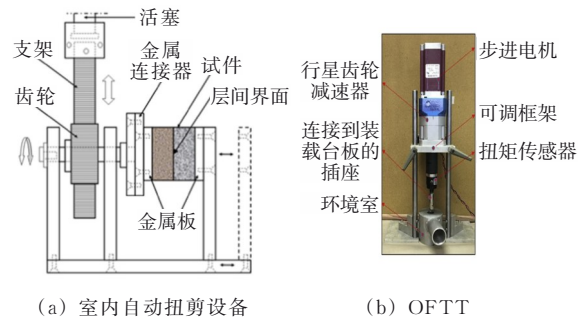 活塞
支架
金属
连接器
试件
齿轮
层间界面
金属板
(a) 室内自动扭剪设备
步进电机
行星齿轮
减速器
可调框架
连接到装
载台板的
插座
扭矩传感器
环境室
(b) OFTT